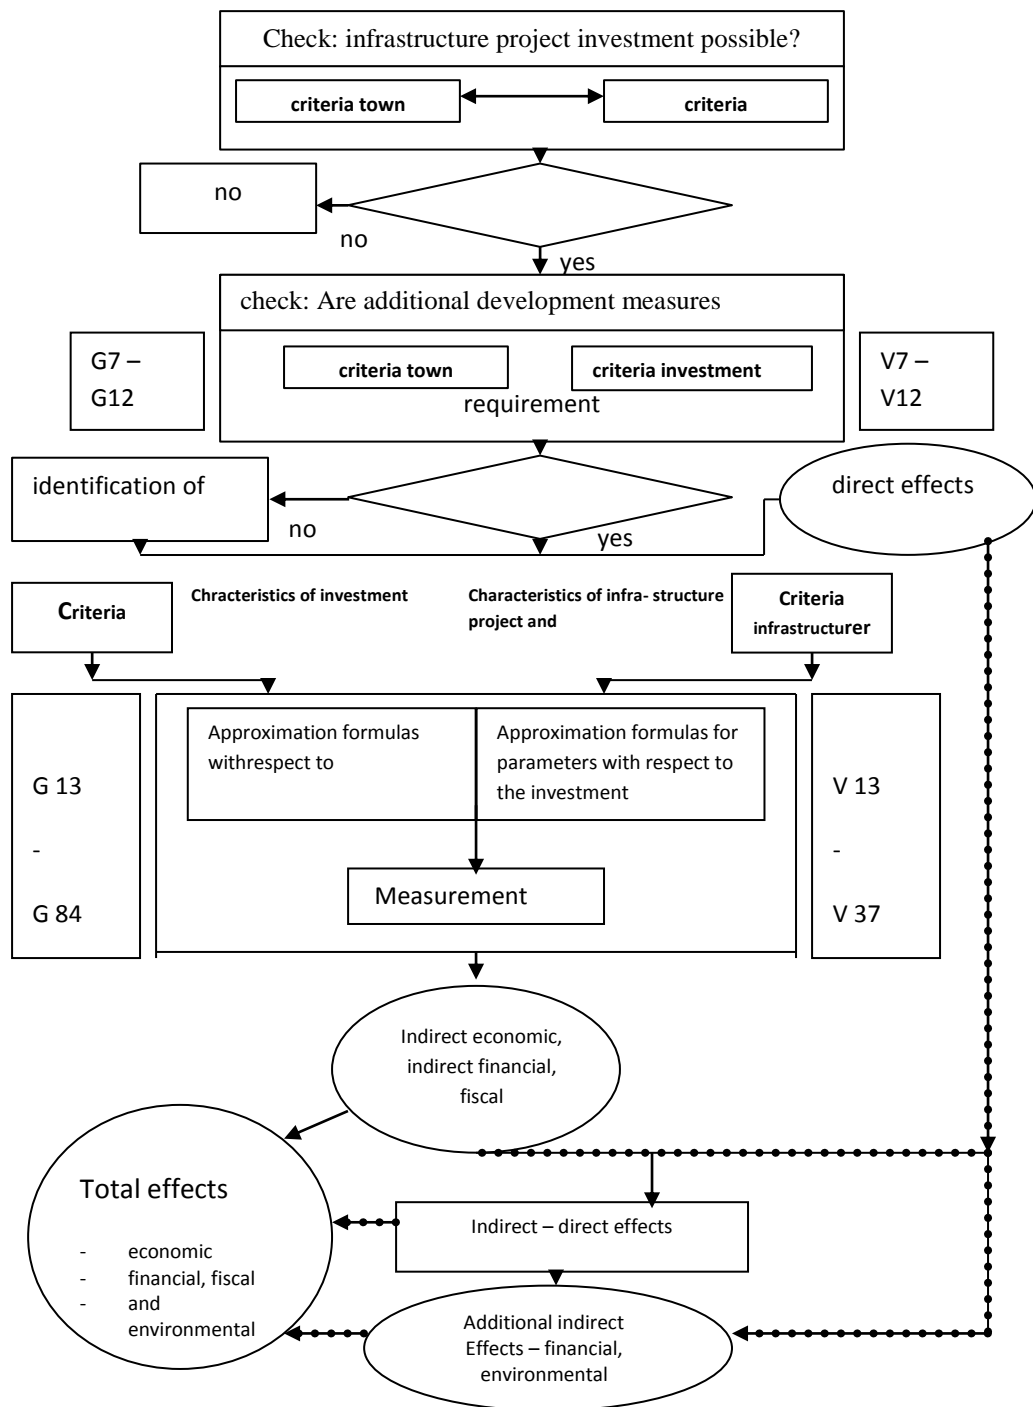 Check: infrastructure project investment possible?
criteria town
criteria
no
no
yes
check: Are additional development measures
G7 –
G12
criteria town
criteria investment
requirement
V7 –
V12
identification of
no
yes
direct effects
Criteria
Chracteristics of investment
Characteristics of infra- structure
project and
Criteria
infrastructurer
G 13
-
G 84
Approximation formulas
withrespect to
Approximation formulas for
parameters with respect to
the investment
V 13
-
V 37
Measurement
Indirect economic,
indirect financial,
fiscal
Total effects
- economic
- financial, fiscal
- and
environmental
Indirect – direct effects
Additional indirect
Effects – financial,
environmental